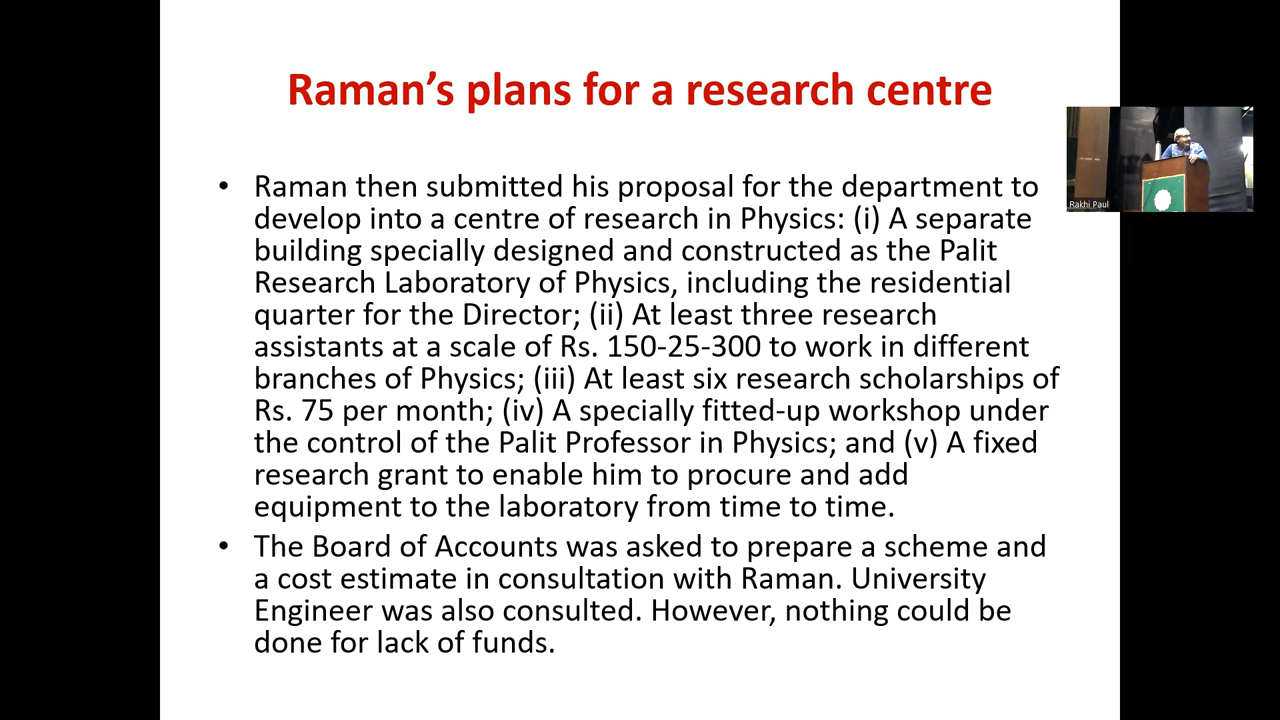 Raman’s plans for a research centre
• Raman then submitted his proposal for the department to
develop into a centre of research in Physics: (i) A separate
building specially designed and constructed as the Palit
Research Laboratory of Physics, including the residential
quarter for the Director; (ii) At least three research
assistants at a scale of Rs. 150-25-300 to work in different
branches of Physics; (iii) At least six research scholarships of
Rs. 75 per month; (iv) A specially fitted-up workshop under
the control of the Palit Professor in Physics; and (v) A fixed
research grant to enable him to procure and add
equipment to the laboratory from time to time.
• The Board of Accounts was asked to prepare a scheme and
a cost estimate in consultation with Raman. University
Engineer was also consulted. However, nothing could be
done for lack of funds.
Rakhi Paul